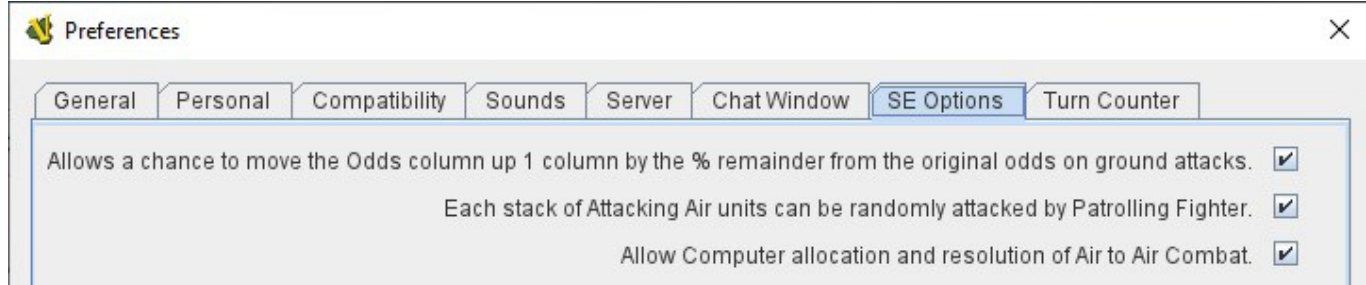 Preferences
General Personal Compatibility Sounds Server Chat Window SE Options Turn Counter
Allows a chance to move the Odds column up 1 column by the % remainder from the original odds on ground attacks.
Each stack of Attacking Air units can be randomly attacked by Patrolling Fighter.
Allow Computer allocation and resolution of Air to Air Combat.